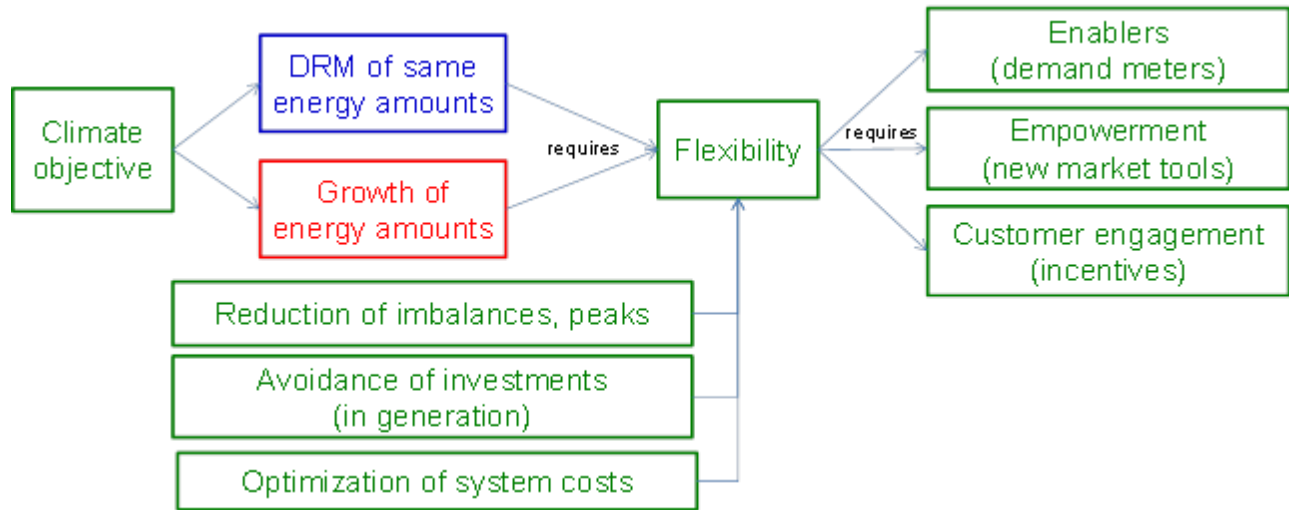 Climate
objective
DRM of same
energy amounts
Growth of
energy amounts
requires
Flexibility
requires
Enablers
(demand meters)
Empowerment
(new market tools)
Customer engagement
(incentives)
Reduction of imbalances, peaks
Avoidance of investments
(in generation)
Optimization of system costs